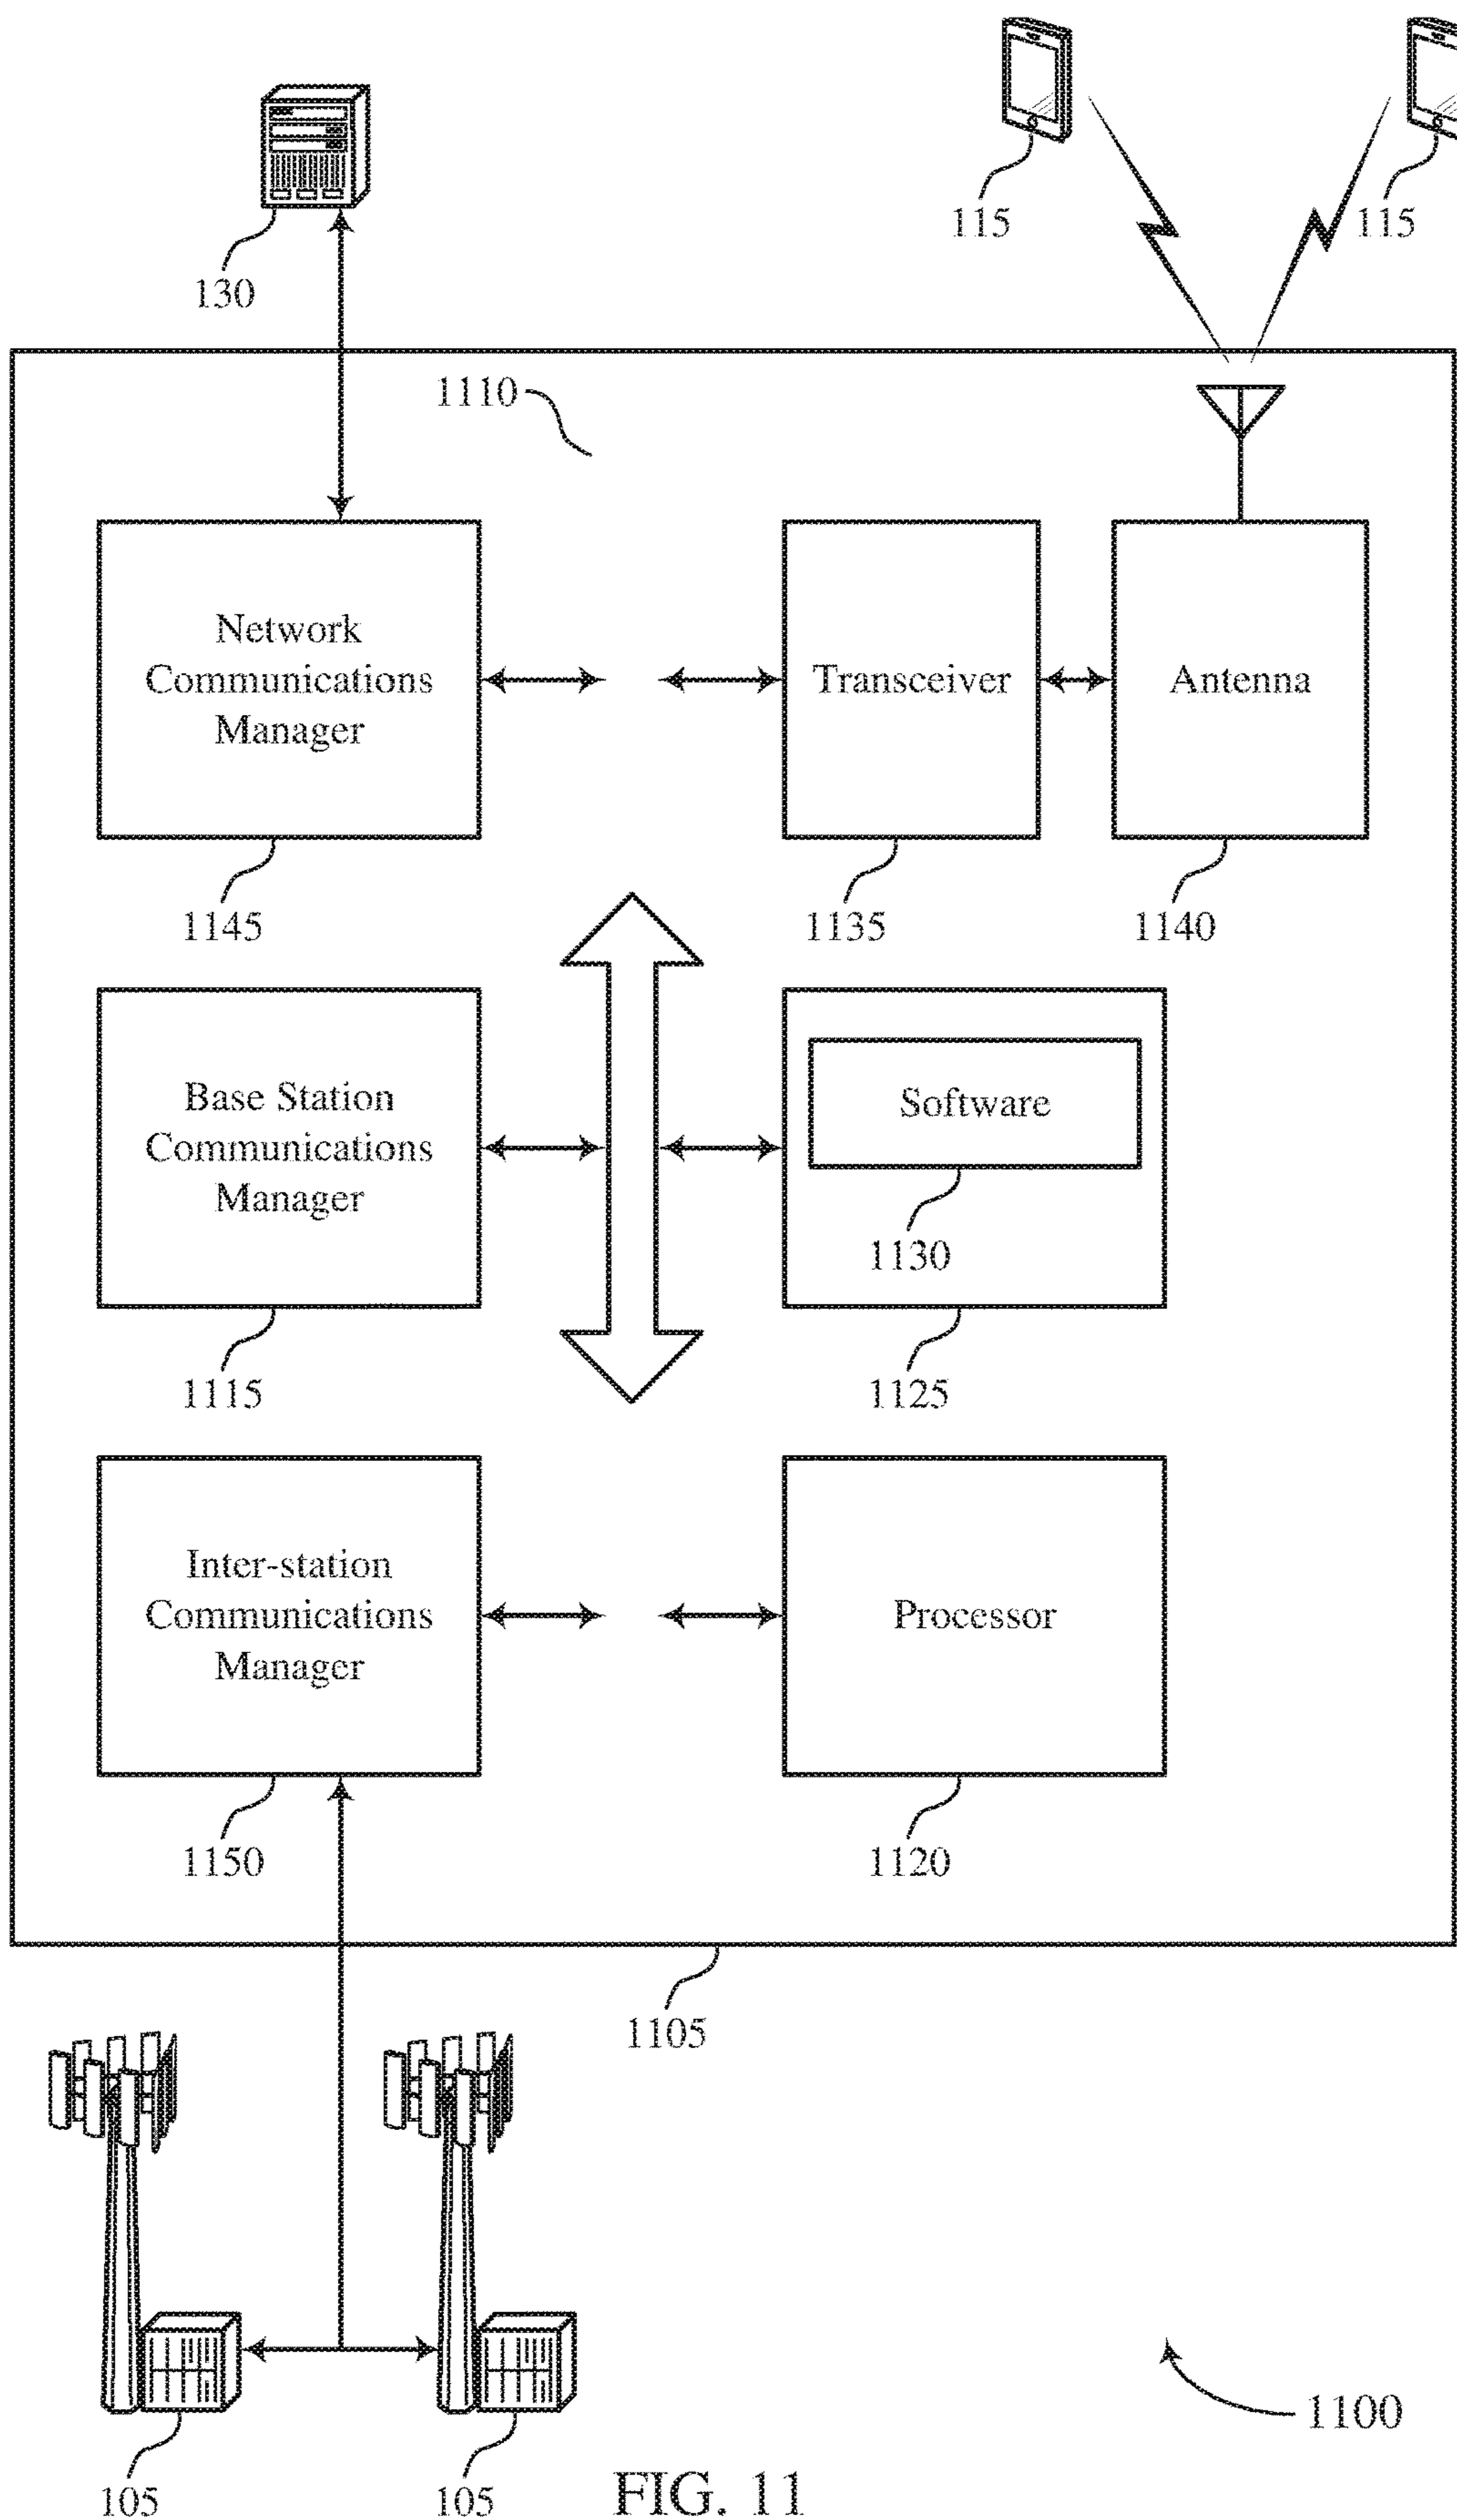 115
115
130
1110
Network
Communications
Manager
Transceiver
Antenna
1145
1135
1140
Base Station
Communications
Manager
Software
1130
1115
1125
Inter-station
Communications
Manager
Processor
1150
1120
1105
1100
105
105
FIG. 11